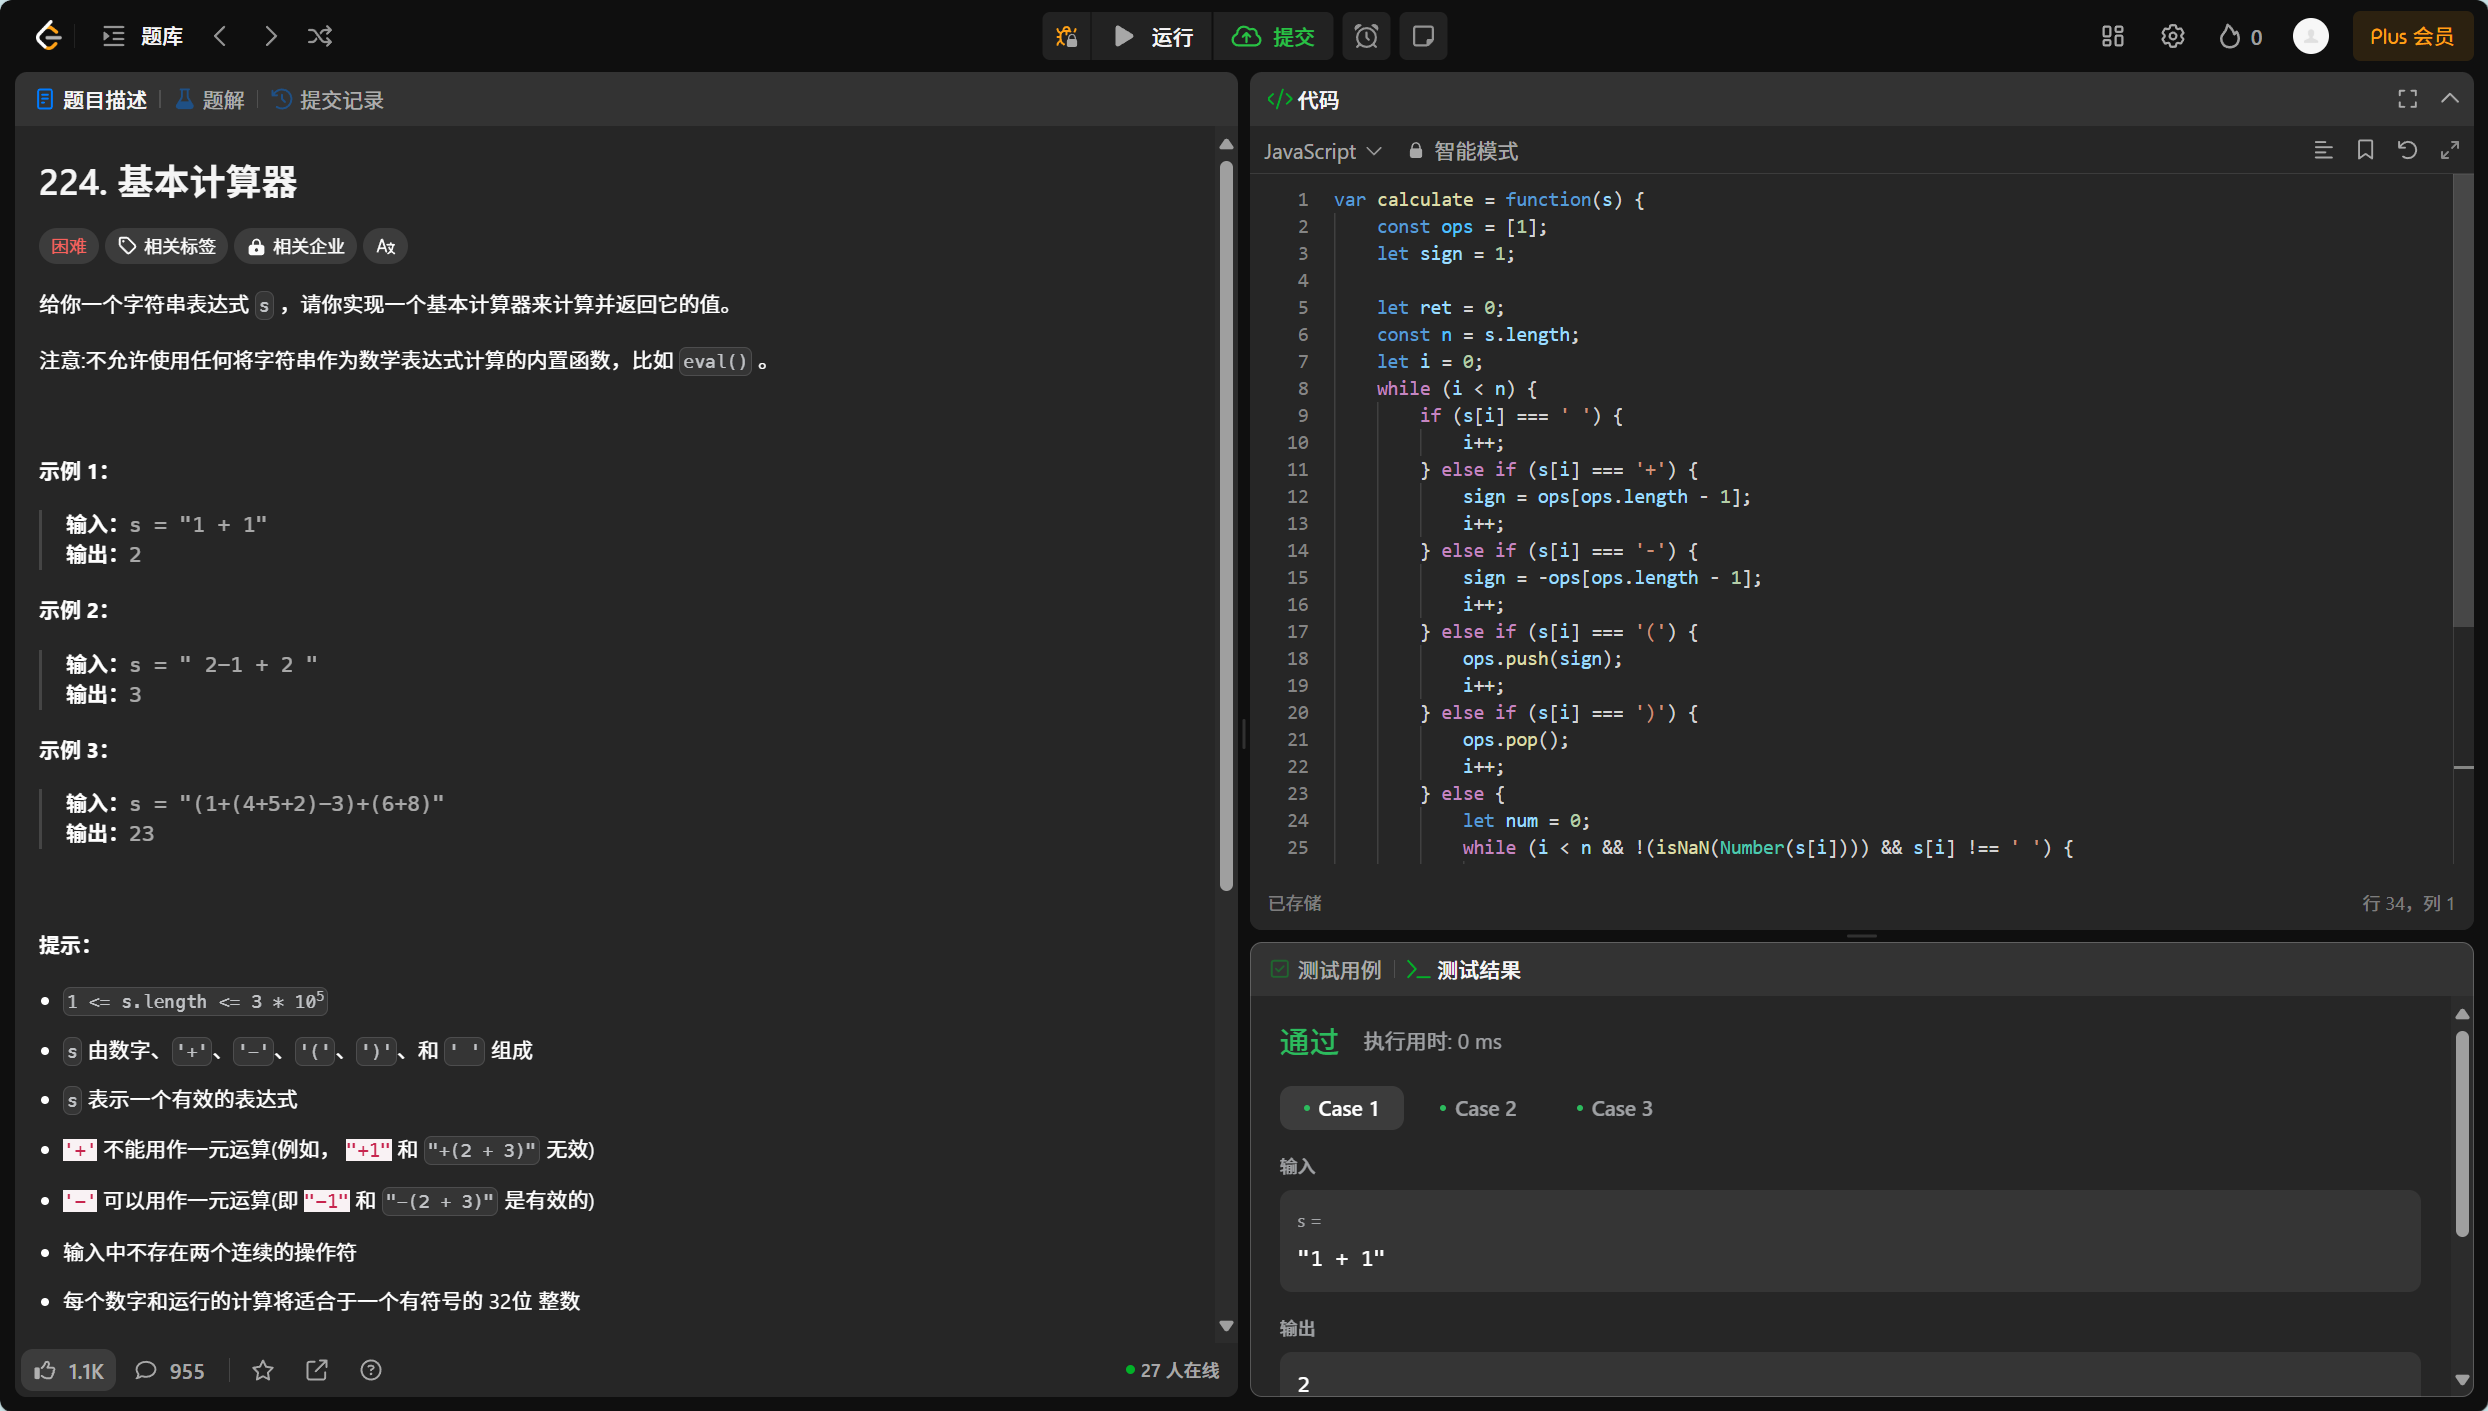 题库
运行
提交
0
Plus 会员
题目描述
题解
提交记录
224. 基本计算器
困难
相关标签
相关企业
给你一个字符串表达式 s ，请你实现一个基本计算器来计算并返回它的值。
注意:不允许使用任何将字符串作为数学表达式计算的内置函数，比如 eval() 。
示例 1：
输入：s = "1 + 1"
输出：2
示例 2：
输入：s = " 2-1 + 2 "
输出：3
示例 3：
输入：s = "(1+(4+5+2)-3)+(6+8)"
输出：23
提示：
1 <= s.length <= 3 * 10^5
s 由数字、'+'、'-'、'('、')'、和 ' ' 组成
s 表示一个有效的表达式
'+' 不能用作一元运算(例如， "+1" 和 "+(2 + 3)" 无效)
'-' 可以用作一元运算(即 "-1" 和 "-(2 + 3)" 是有效的)
输入中不存在两个连续的操作符
每个数字和运行的计算将适合于一个有符号的 32位 整数
1.1K
955
27 人在线
</> 代码
JavaScript
智能模式
1 var calculate = function(s) {
2     const ops = [1];
3     let sign = 1;
4
5     let ret = 0;
6     const n = s.length;
7     let i = 0;
8     while (i < n) {
9         if (s[i] === ' ') {
10             i++;
11         } else if (s[i] === '+') {
12             sign = ops[ops.length - 1];
13             i++;
14         } else if (s[i] === '-') {
15             sign = -ops[ops.length - 1];
16             i++;
17         } else if (s[i] === '(') {
18             ops.push(sign);
19             i++;
20         } else if (s[i] === ')') {
21             ops.pop();
22             i++;
23         } else {
24             let num = 0;
25             while (i < n && !(isNaN(Number(s[i]))) && s[i] !== ' ') {
已存储
行 34，列 1
测试用例
测试结果
通过
执行用时: 0 ms
Case 1
Case 2
Case 3
输入
s =
"1 + 1"
输出
2